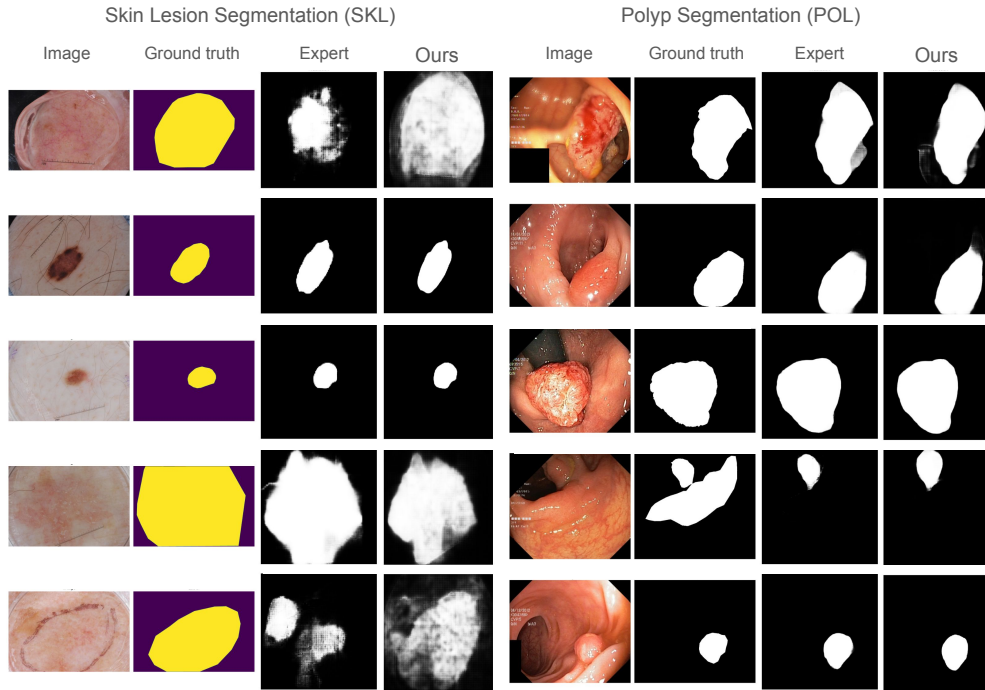 Skin Lesion Segmentation (SKL)
Polyp Segmentation (POL)
Image Ground truth Expert Ours
Image Ground truth Expert Ours